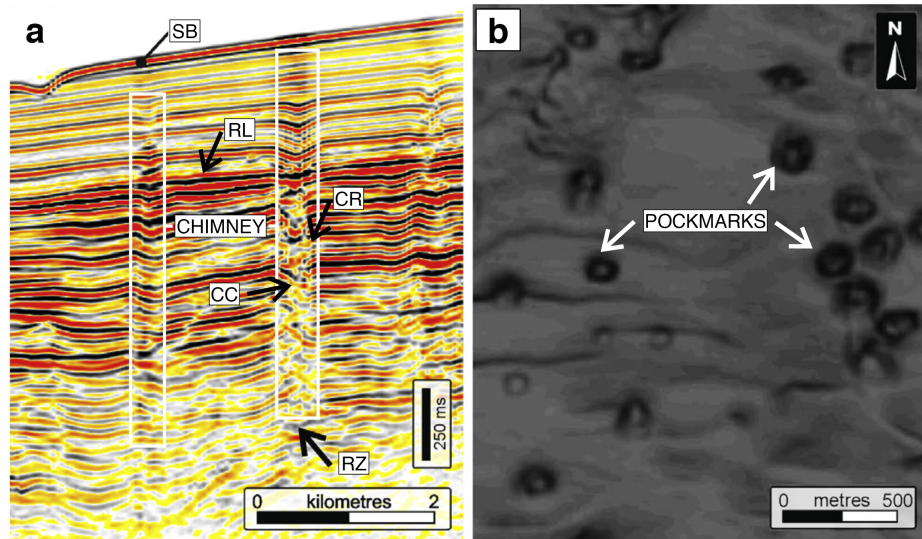 a
SB
RL
CR
CHIMNEY
CC
250 ms
RZ
0 kilometres 2
b
N
POCKMARKS
0 metres 500